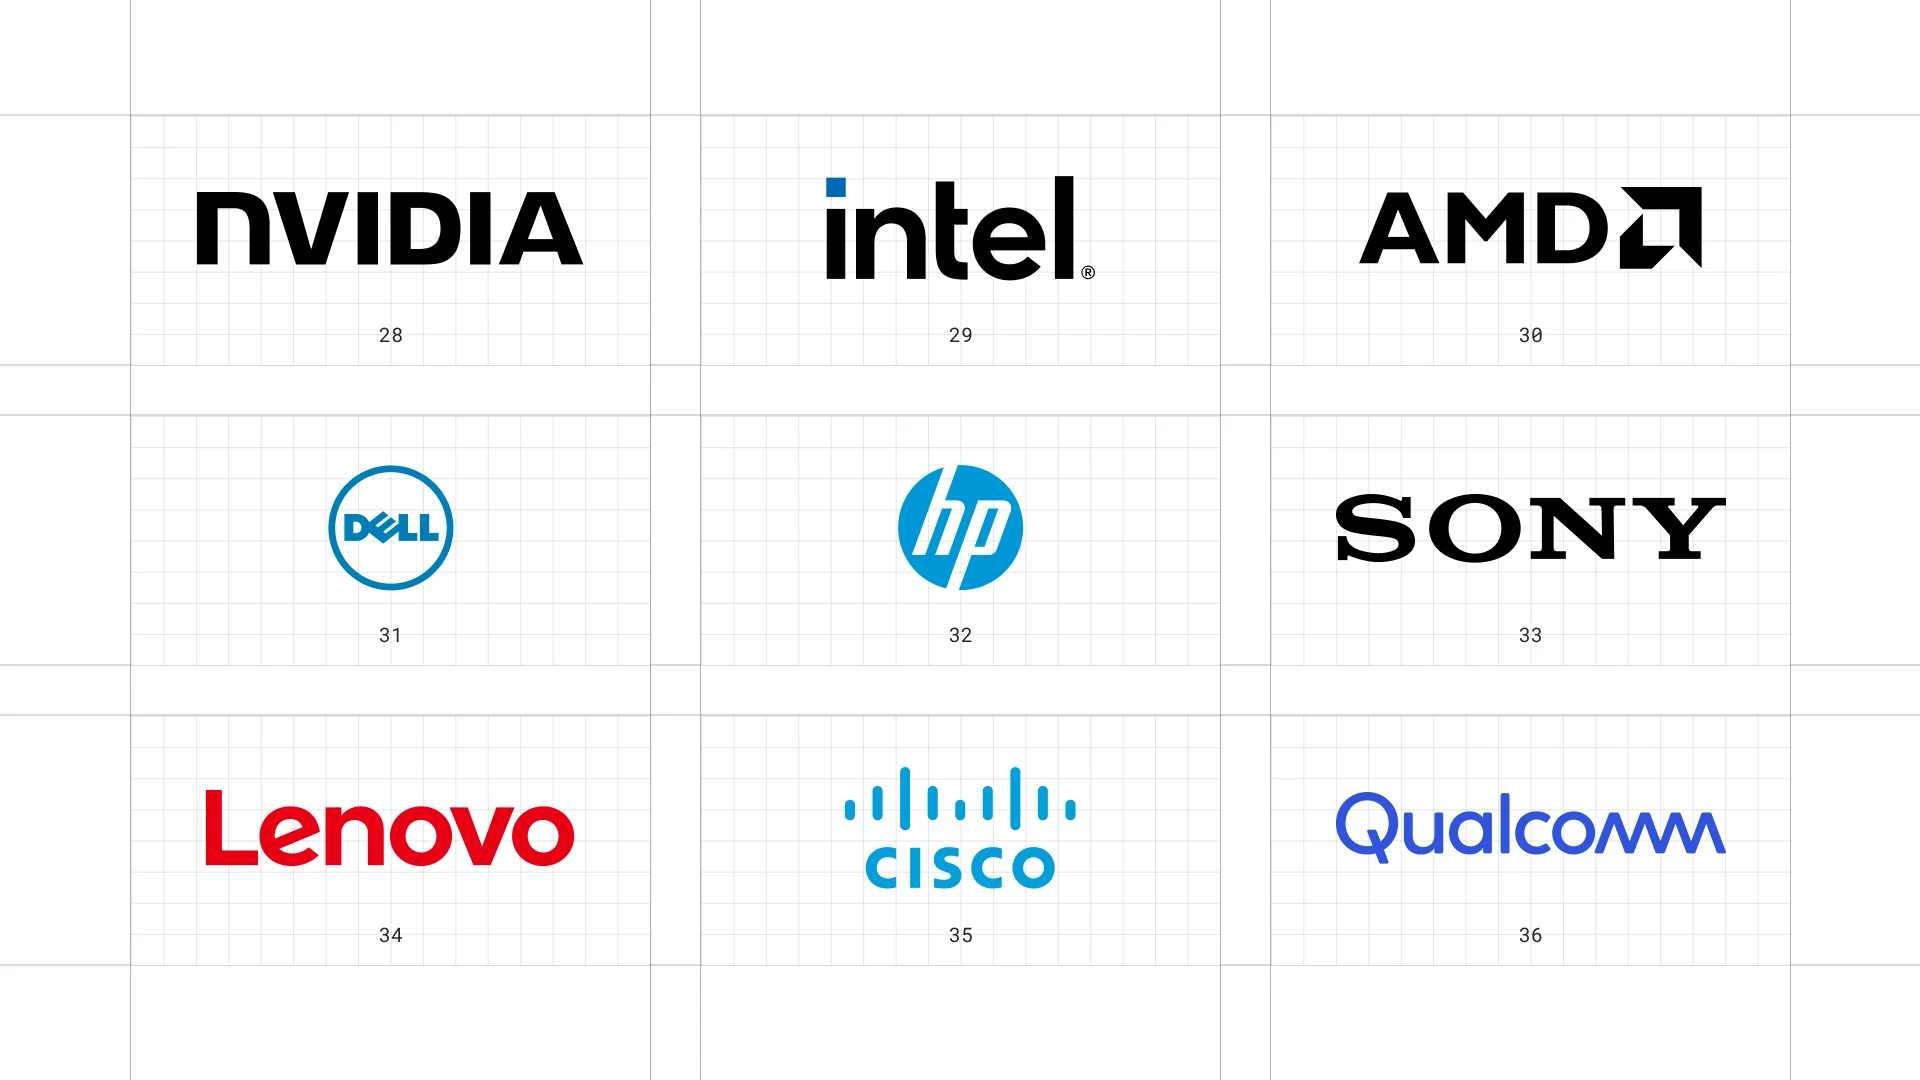 NVIDIA
intel®
AMD
28
29
30
DELL
hp
SONY
31
32
33
Lenovo
CISCO
Qualcomm
34
35
36